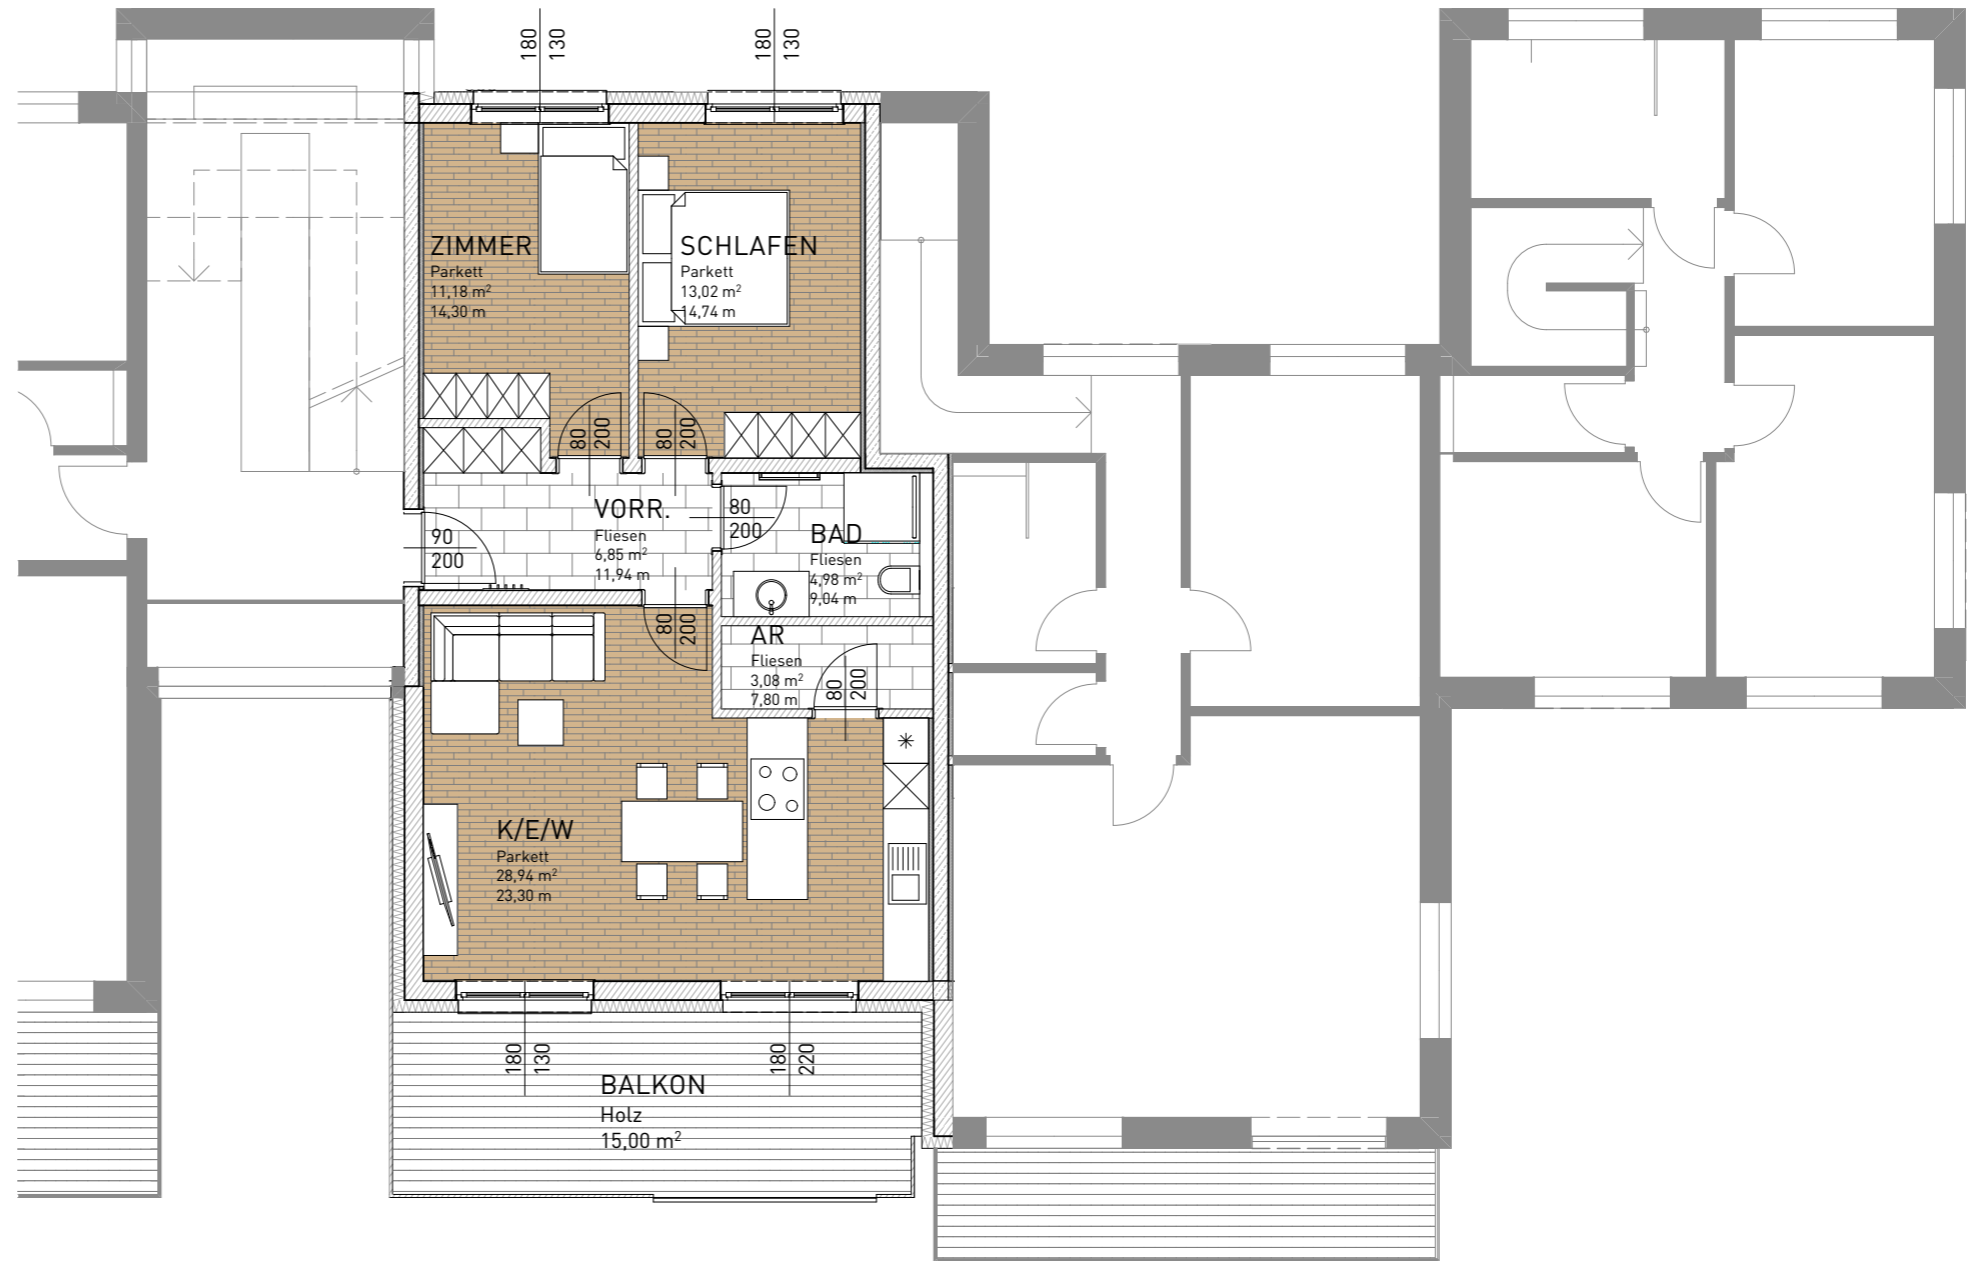 180
130
180
130
ZIMMER
Parkett
11,18 m²
14,30 m
SCHLAFEN
Parkett
13,02 m²
14,74 m
80
200
80
200
VORR.
Fliesen
6,85 m²
11,94 m
90
200
80
200
BAD
Fliesen
4,98 m²
9,04 m
80
200
AR
Fliesen
3,08 m²
7,80 m
80
200
K/E/W
Parkett
28,94 m²
23,30 m
180
130
180
220
BALKON
Holz
15,00 m²